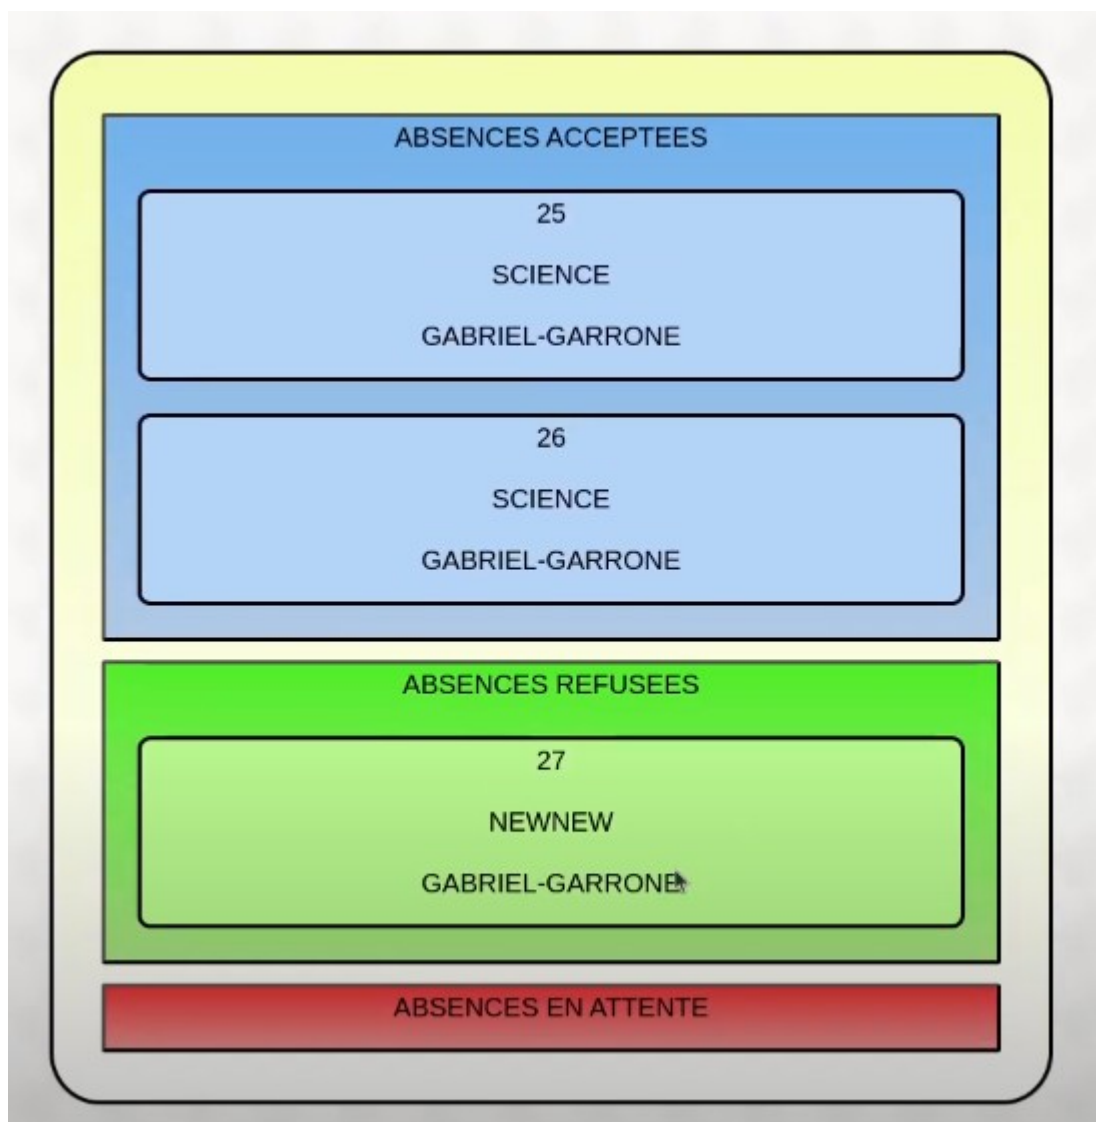 ABSENCES ACCEPTEES
25
SCIENCE
GABRIEL-GARRONE
26
SCIENCE
GABRIEL-GARRONE
ABSENCES REFUSEES
27
NEWNEW
GABRIEL-GARRONE
ABSENCES EN ATTENTE